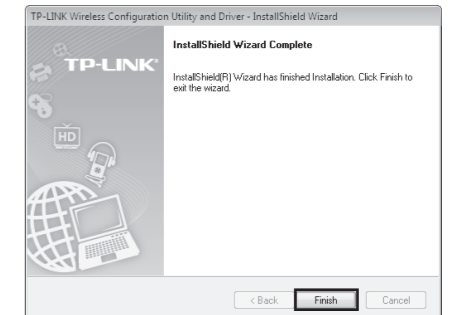 TP-LINK Wireless Configuration Utility and Driver - InstallShield Wizard
TP-LINK®
InstallShield Wizard Complete
InstallShield(R) Wizard has finished Installation. Click Finish to
exit the wizard.
HD
< Back Finish Cancel